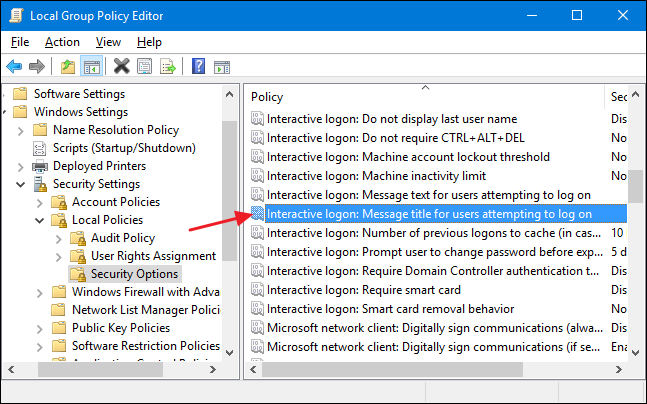 Local Group Policy Editor
File Action View Help
Software Settings
Windows Settings
Name Resolution Policy
Scripts (Startup/Shutdown)
Deployed Printers
Security Settings
Account Policies
Local Policies
Audit Policy
User Rights Assignment
Security Options
Windows Firewall with Adva
Network List Manager Policie
Public Key Policies
Software Restriction Policies
Application Control Policies
Policy Sec
Interactive logon: Do not display last user name Dis
Interactive logon: Do not require CTRL+ALT+DEL No
Interactive logon: Machine account lockout threshold No
Interactive logon: Machine inactivity limit No
Interactive logon: Message text for users attempting to log on
Interactive logon: Message title for users attempting to log on
Interactive logon: Number of previous logons to cache (in cas... 10
Interactive logon: Prompt user to change password before exp... 5 d
Interactive logon: Require Domain Controller authentication t... Dis
Interactive logon: Require smart card Dis
Interactive logon: Smart card removal behavior No
Microsoft network client: Digitally sign communications (alwa... Dis
Microsoft network client: Digitally sign communications (if se... Ena